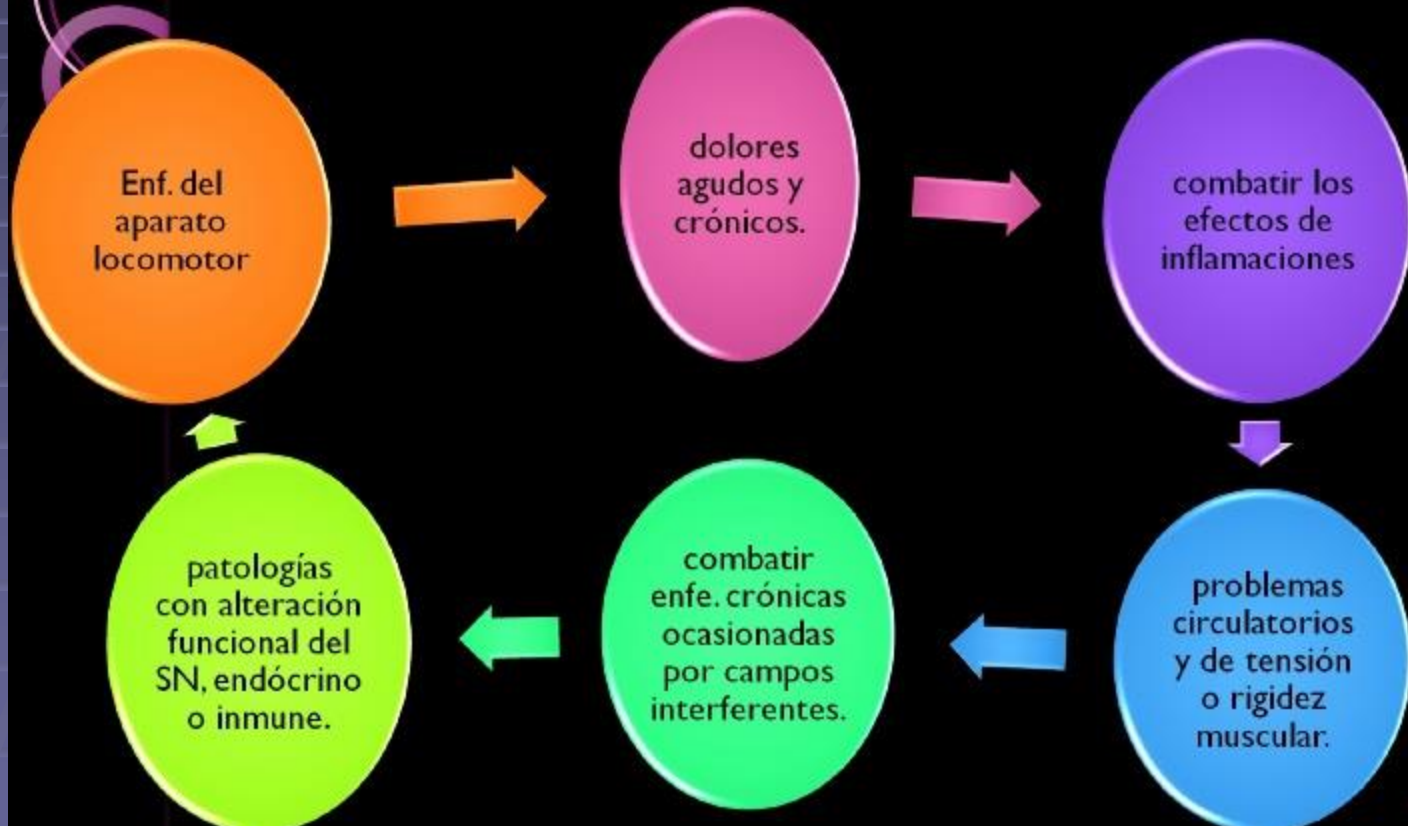 Enf. del
aparato
locomotor
dolores
agudos y
crónicos.
combatir los
efectos de
inflamaciones
problemas
circulatorios
y de tensión
o rigidez
muscular.
combatir
enfe. crónicas
ocasionadas
por campos
interferentes.
patologías
con alteración
funcional del
SN, endócrino
o inmune.